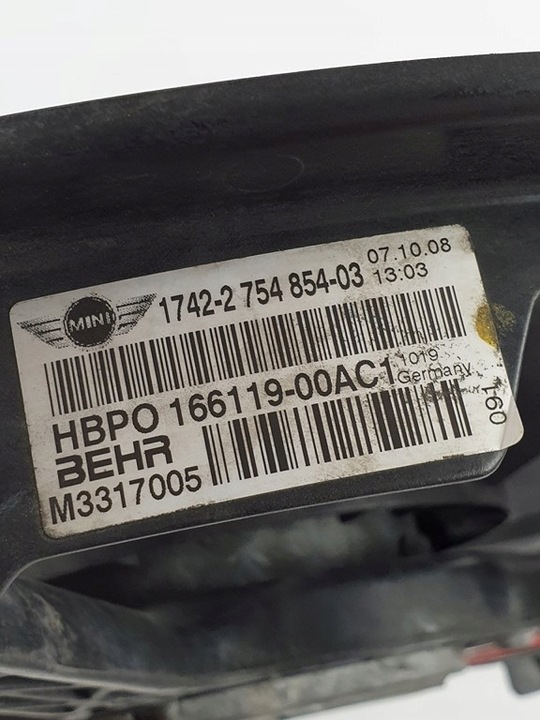 MINI 1742-2 754 854-03 07.10.08
13:03
HBPO 166119-00AC1 1019
Germany
BEHR
M3317005
091